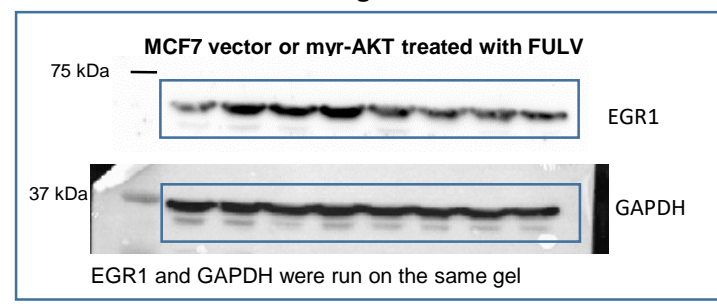 MCF7 vector or myr-AKT treated with FULV
75 kDa
EGR1
37 kDa
GAPDH
EGR1 and GAPDH were run on the same gel